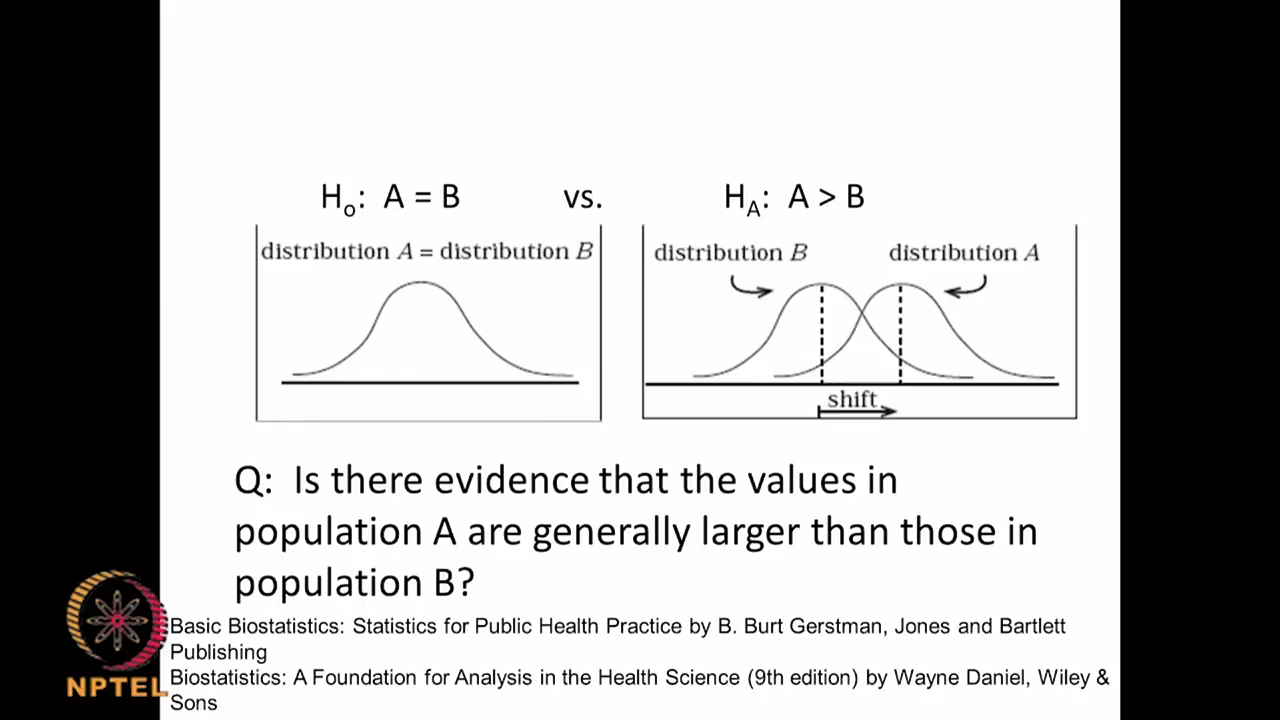 Hₒ: A = B vs. H_A: A > B
distribution A = distribution B
distribution B distribution A
shift
Q: Is there evidence that the values in
population A are generally larger than those in
population B?
Basic Biostatistics: Statistics for Public Health Practice by B. Burt Gerstman, Jones and Bartlett
Publishing
Biostatistics: A Foundation for Analysis in the Health Science (9th edition) by Wayne Daniel, Wiley &
Sons
NPTEL